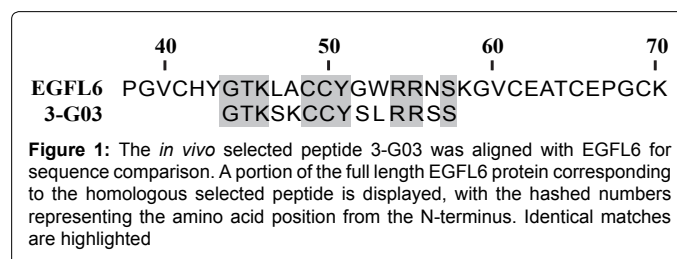 40 50 60 70
EGFL6 PGVCHYGTKLACCYGWRRNSKGVCEATCEPGCK
3-G03 GTKSKCCYSLRRSS
Figure 1: The in vivo selected peptide 3-G03 was aligned with EGFL6 for
sequence comparison. A portion of the full length EGFL6 protein corresponding
to the homologous selected peptide is displayed, with the hashed numbers
representing the amino acid position from the N-terminus. Identical matches
are highlighted